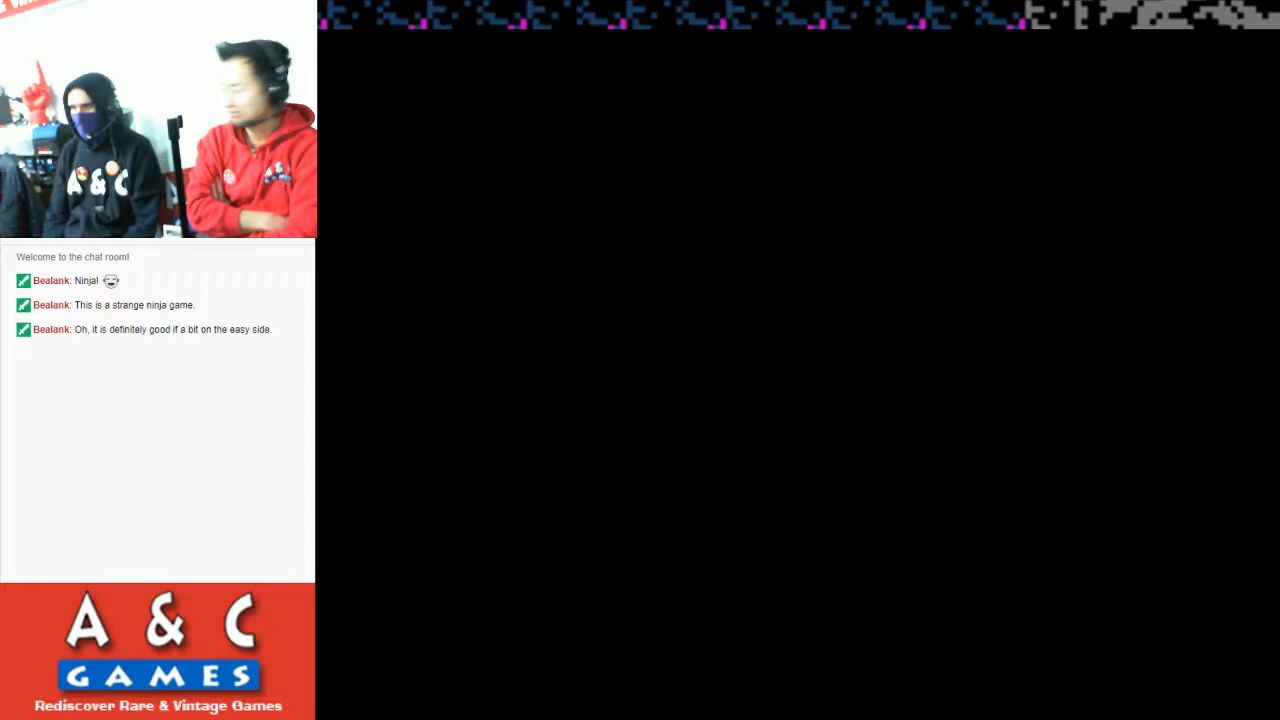 A & C
Welcome to the chat room!
Bealank: Ninja!
Bealank: This is a strange ninja game.
Bealank: Oh, it is definitely good if a bit on the easy side.
A & C
GAMES
Rediscover Rare & Vintage Games